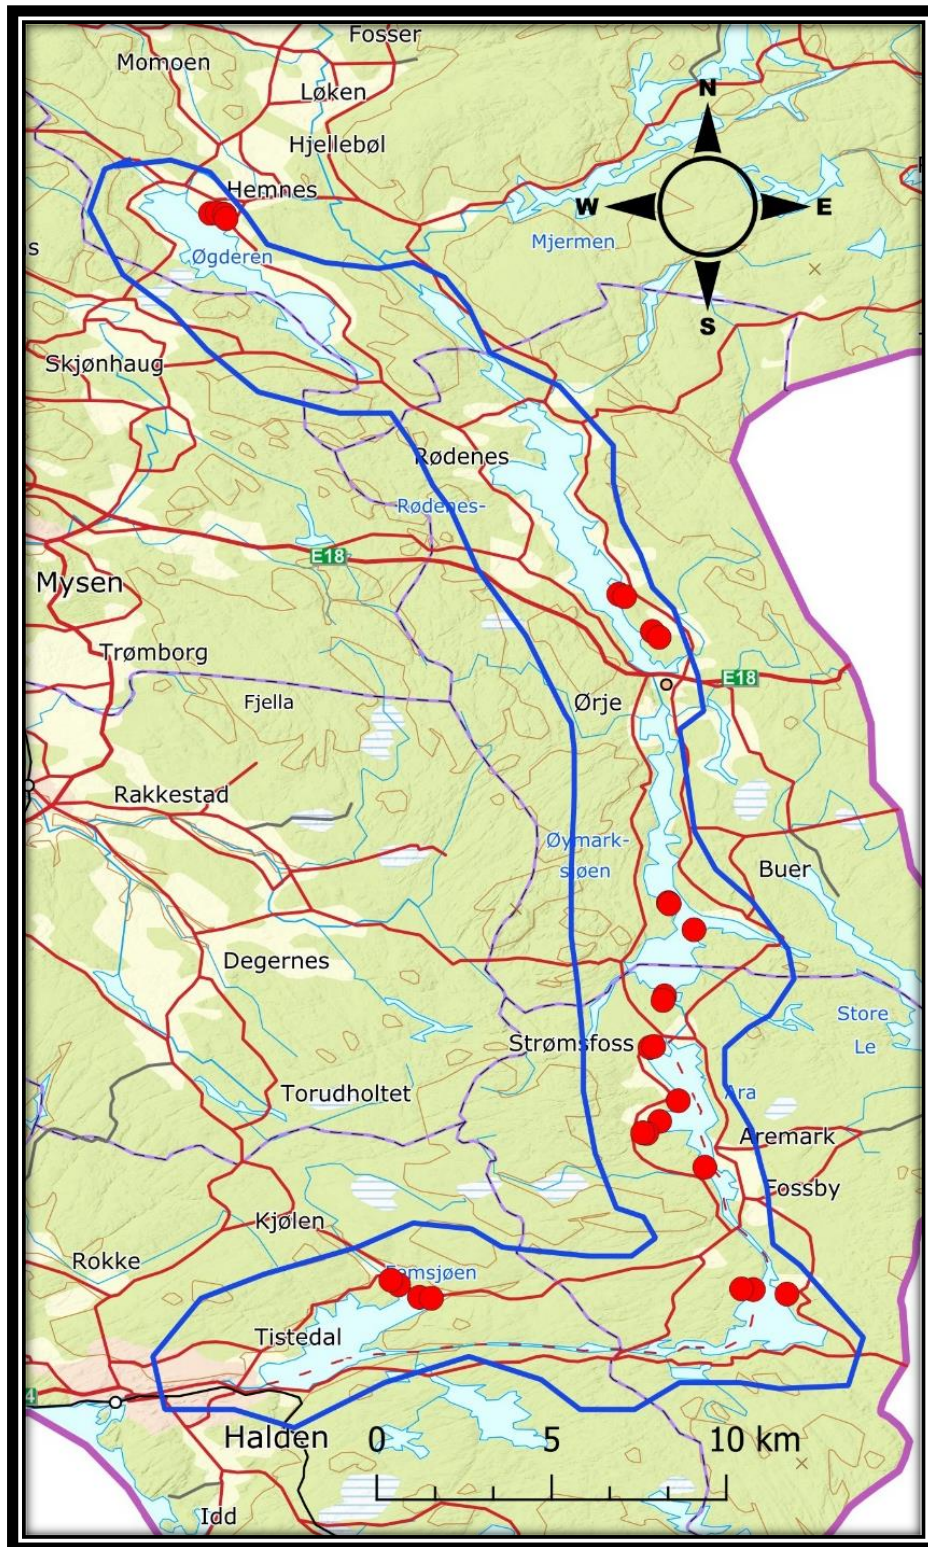 Fosser
Momoen
Løken
N
Hjellebøl
Hemnes
W
E
s
Øgderen
Mjermen
S
Skjønhaug
Rødenes
Rødenes-
E18
Mysen
Trømborg
E18
Fjella
Ørje
Rakkestad
Øymark-
sjøen
Buer
Degernes
Store
Le
Strømsfoss
Torudholtet
Ara
Aremark
Fossby
Kjølen
Rokke
Femsjøen
Tistedal
4
Halden
0 5 10 km
Idd